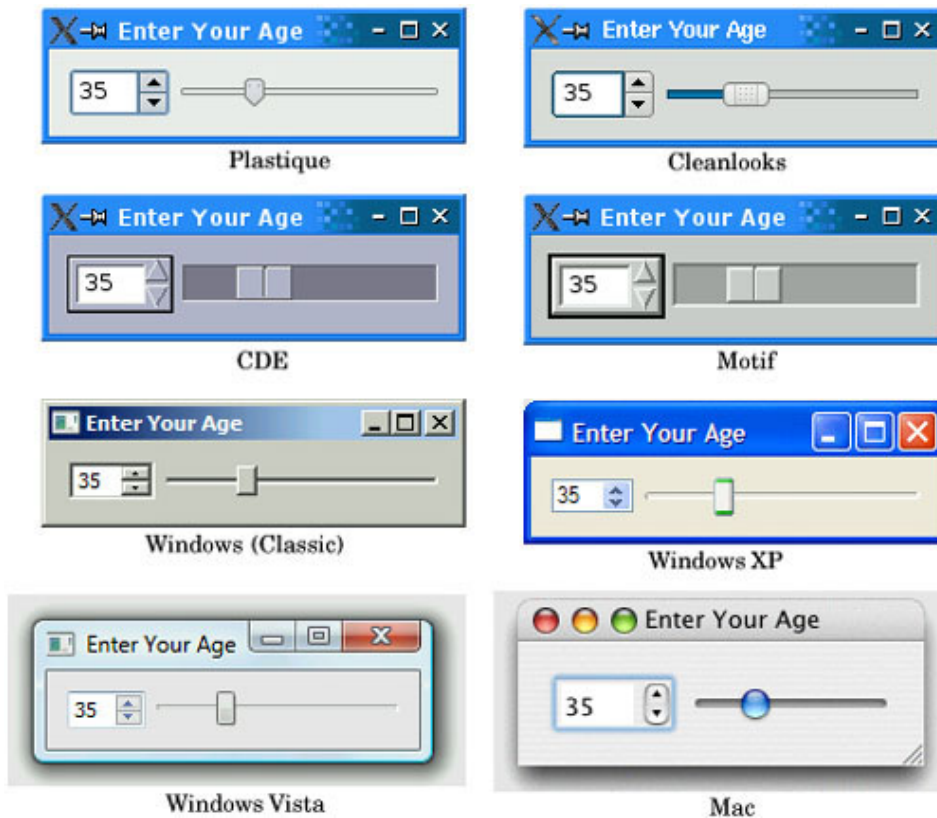 Enter Your Age
35
Plastique
Enter Your Age
35
Cleanlooks
Enter Your Age
35
CDE
Enter Your Age
35
Motif
Enter Your Age
35
Windows (Classic)
Enter Your Age
35
Windows XP
Enter Your Age
35
Windows Vista
Enter Your Age
35
Mac